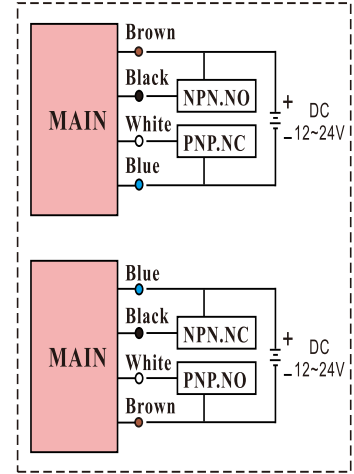 Brown
Black
NPN.NO
MAIN
White
PNP.NC
Blue
+ DC
- 12~24V
Blue
Black
NPN.NC
MAIN
White
PNP.NO
Brown
+ DC
- 12~24V